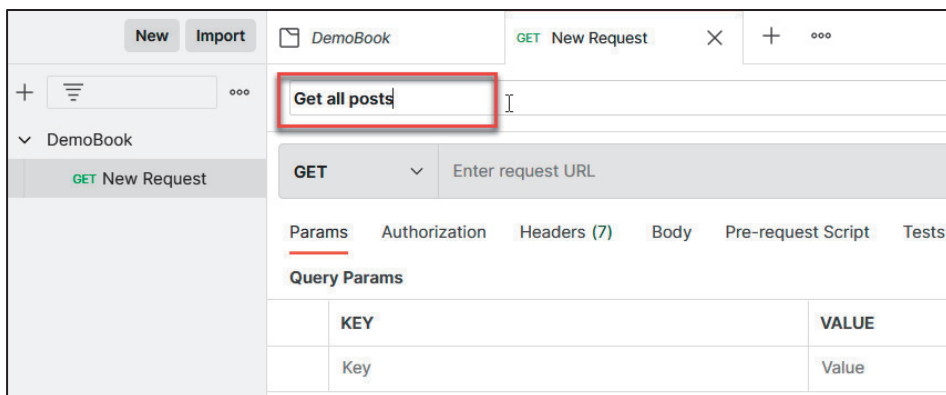 New Import DemoBook GET New Request
Get all posts
DemoBook
GET New Request
GET Enter request URL
Params Authorization Headers (7) Body Pre-request Script Tests
Query Params
KEY VALUE
Key Value